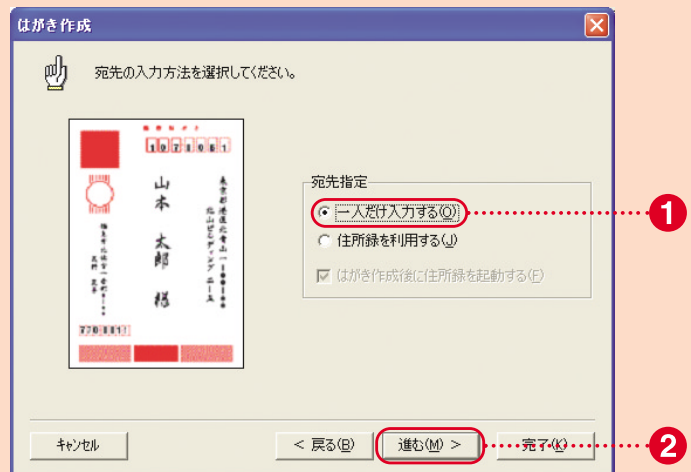 はがき作成
宛先の入力方法を選択してください。
1070061
山本 太郎 様
宛先指定
一人だけ入力する(O)
1
住所録を利用する(J)
はがき作成後に住所録を起動する(F)
キャンセル
< 戻る(B)
進む(M) >
完了(K)
2